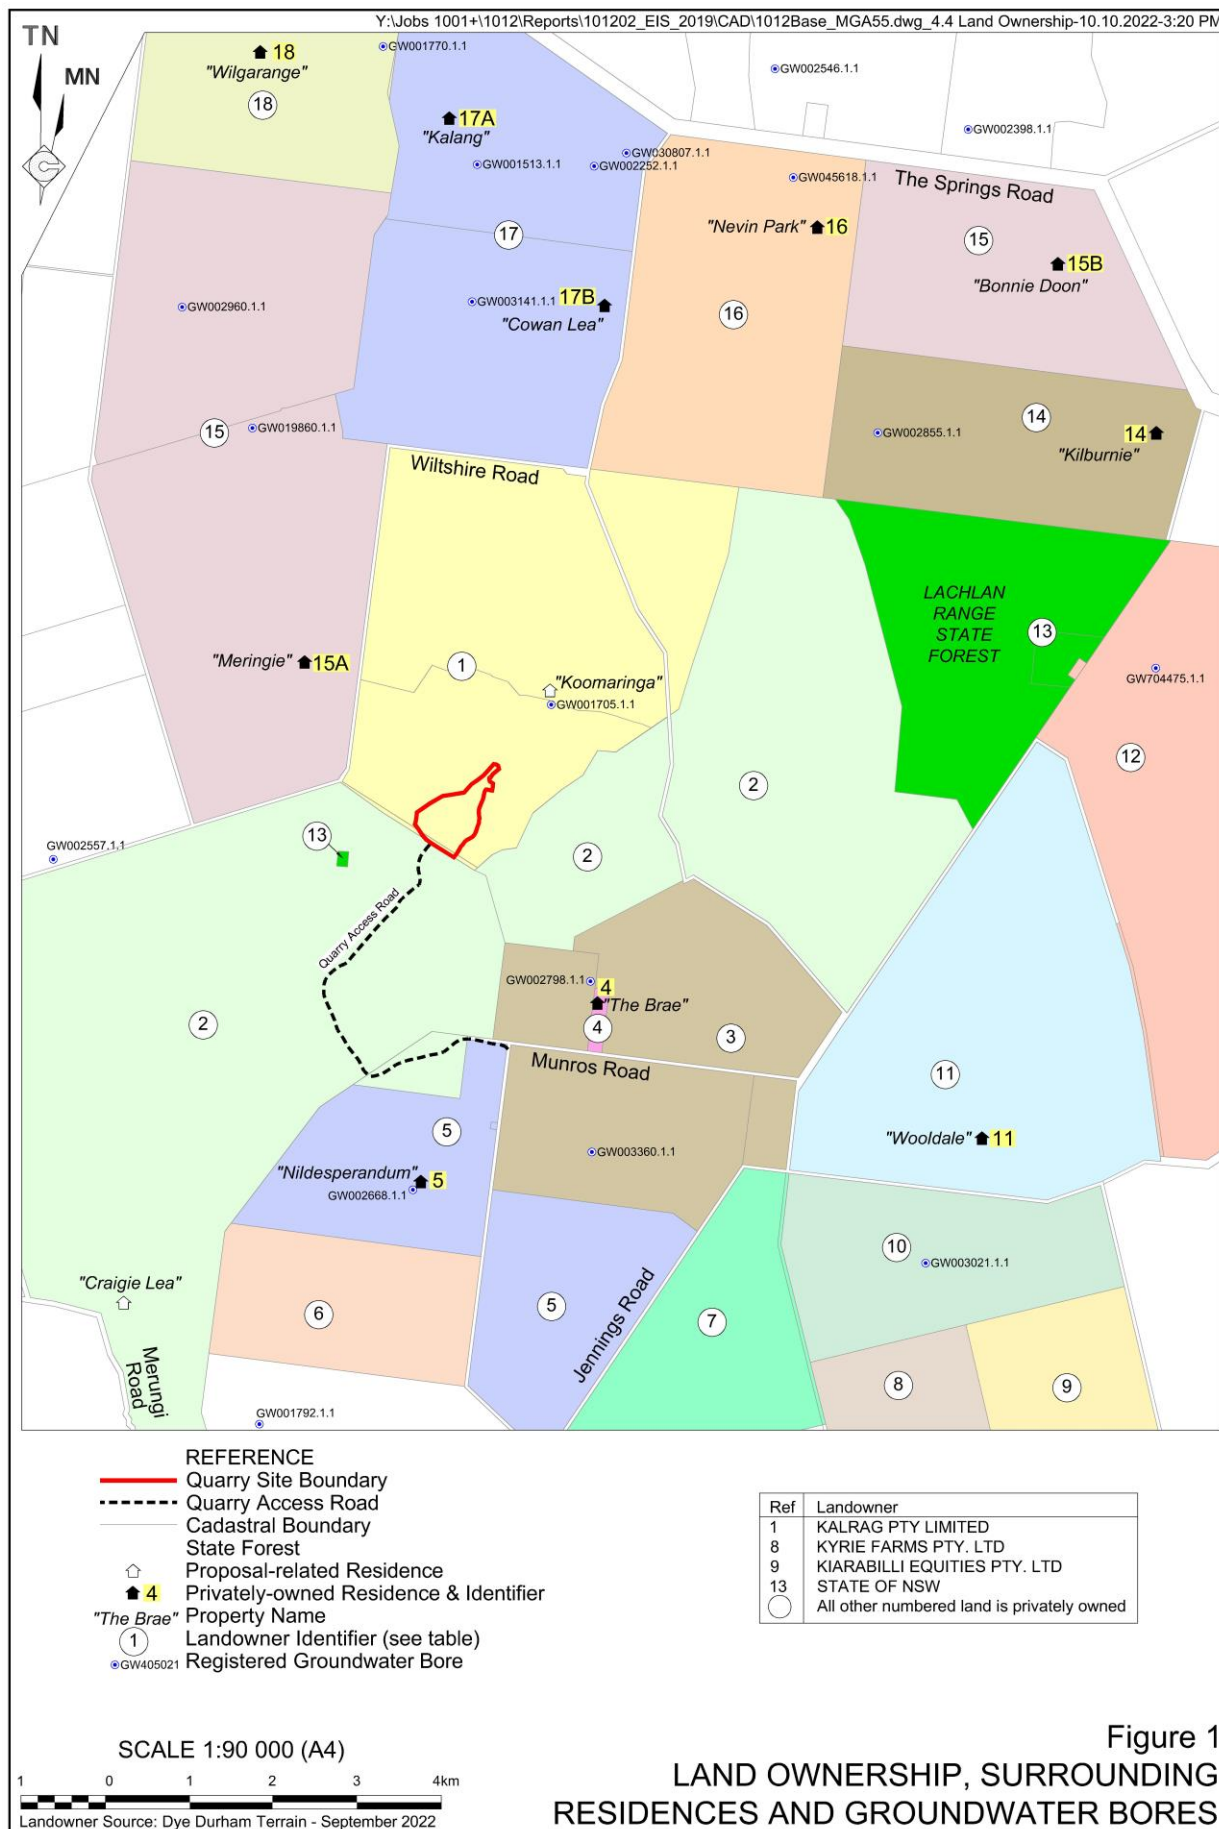 Y:\Jobs 1001+\1012\Reports\101202_EIS_2019\CAD\1012Base_MGA55.dwg_4.4 Land Ownership-10.10.2022-3:20 PM
TN
MN
18
"Wilgarange"
18
GW001770.1.1
17A
"Kalang"
GW001513.1.1
GW030807.1.1
GW002252.1.1
GW002546.1.1
GW002398.1.1
GW045618.1.1
The Springs Road
"Nevin Park" 16
15
15B
"Bonnie Doon"
17
GW002960.1.1
GW003141.1.1
17B
"Cowan Lea"
16
15
GW019860.1.1
14
GW002855.1.1
14
"Kilburnie"
Wiltshire Road
LACHLAN
RANGE
STATE
FOREST
13
"Meringie" 15A
1
"Koomaringa"
GW001705.1.1
GW704475.1.1
12
2
GW002557.1.1
13
2
Quarry Access Road
GW002798.1.1
4
"The Brae"
4
3
2
Munros Road
11
5
"Wooldale" 11
GW003360.1.1
"Nildesperandum" 5
GW002668.1.1
10
GW003021.1.1
"Craigie Lea"
6
5
Jennings Road
7
8
9
Merungi
Road
GW001792.1.1
REFERENCE
Quarry Site Boundary
Quarry Access Road
Cadastral Boundary
State Forest
Proposal-related Residence
4 Privately-owned Residence & Identifier
"The Brae" Property Name
1 Landowner Identifier (see table)
GW405021 Registered Groundwater Bore
Ref Landowner
1 KALRAG PTY LIMITED
8 KYRIE FARMS PTY. LTD
9 KIARABILLI EQUITIES PTY. LTD
13 STATE OF NSW
All other numbered land is privately owned
SCALE 1:90 000 (A4)
1 0 1 2 3 4km
Landowner Source: Dye Durham Terrain - September 2022
Figure 1
LAND OWNERSHIP, SURROUNDING
RESIDENCES AND GROUNDWATER BORES